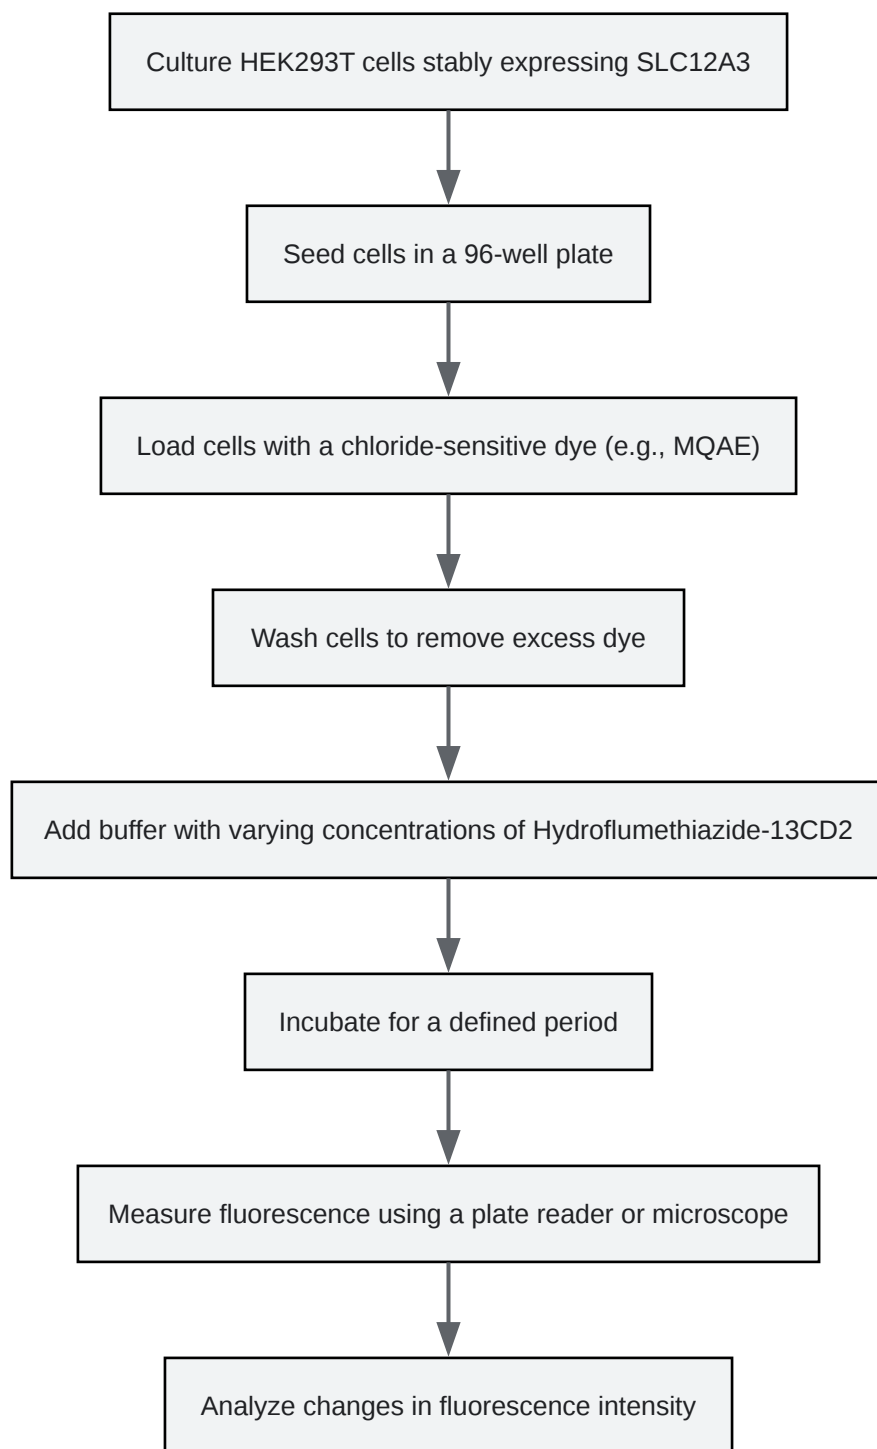 Culture HEK293T cells stably expressing SLC12A3
Seed cells in a 96-well plate
Load cells with a chloride-sensitive dye (e.g., MQAE)
Wash cells to remove excess dye
Add buffer with varying concentrations of Hydroflumethiazide-13CD2
Incubate for a defined period
Measure fluorescence using a plate reader or microscope
Analyze changes in fluorescence intensity